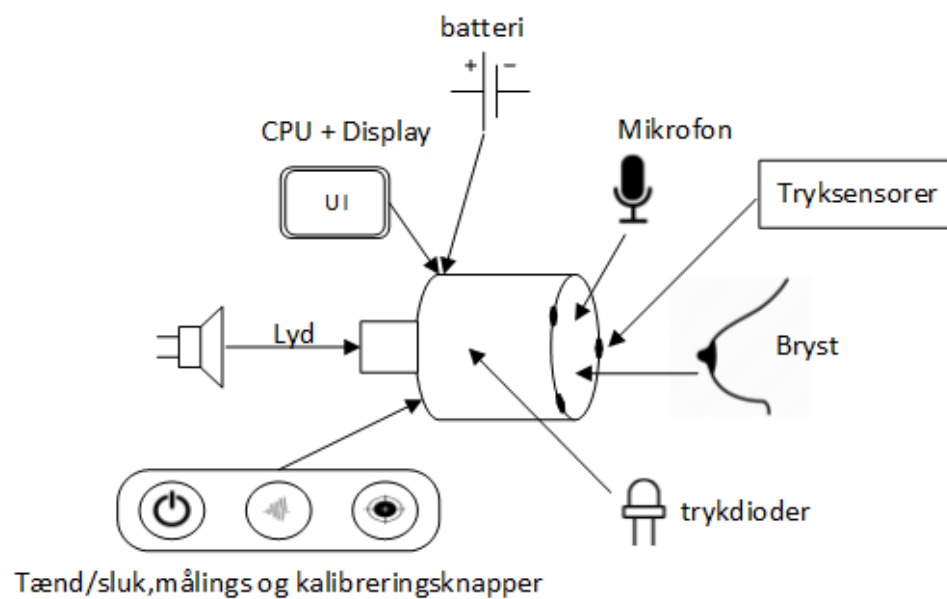 batteri
+ −
CPU + Display
Mikrofon
UI
Tryksensorer
Lyd
Bryst
trykdioder
Tænd/sluk,målings og kalibreringsknapper